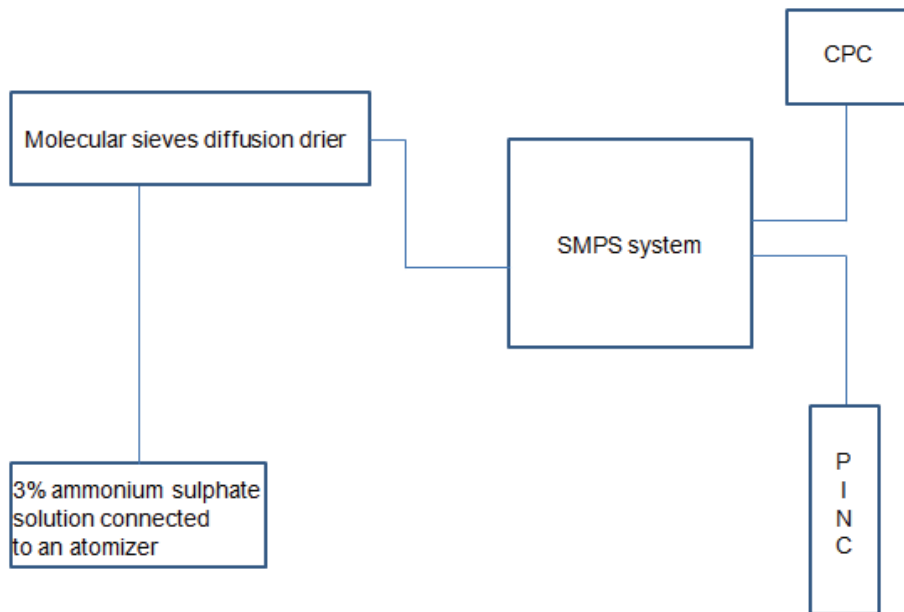 CPC
Molecular sieves diffusion drier
SMPS system
3% ammonium sulphate
solution connected
to an atomizer
P
I
N
C